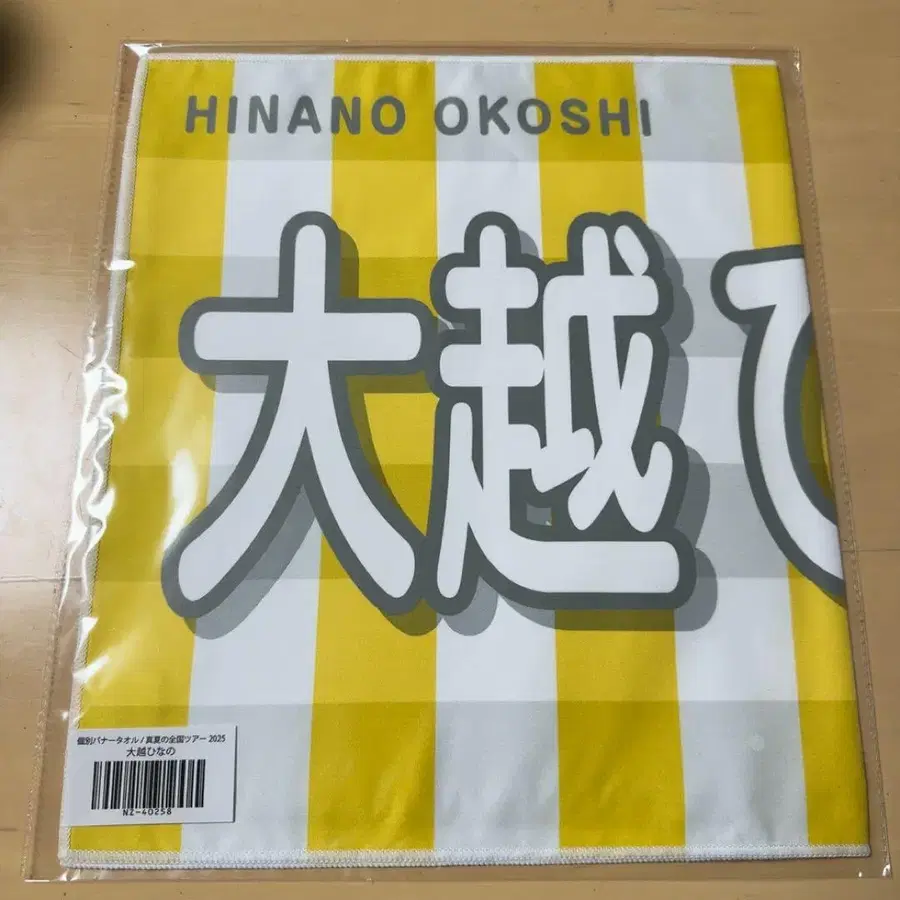 HINANO OKOSHI
大越ひ
個別バナータオル/真夏の全国ツアー 2025
大越ひなの
NZ-40258